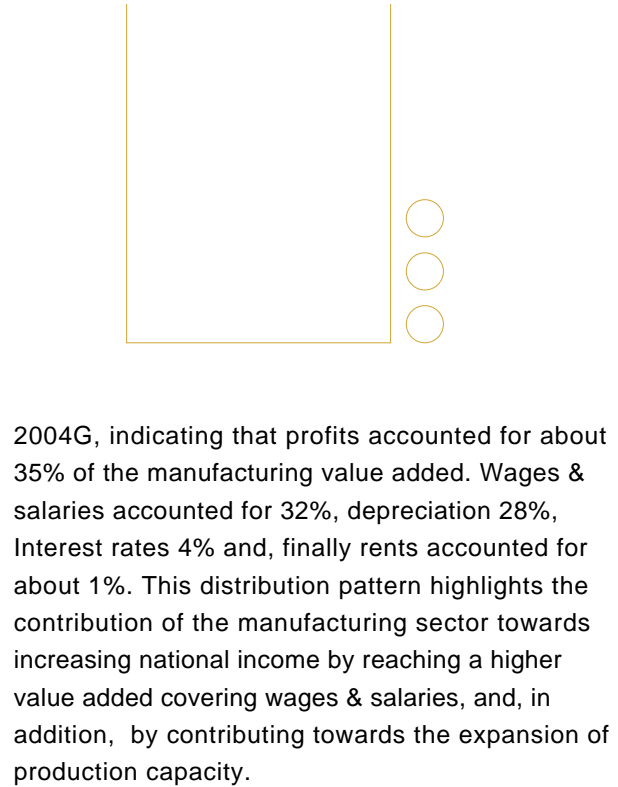 2004G, indicating that profits accounted for about
35% of the manufacturing value added. Wages &
salaries accounted for 32%, depreciation 28%,
Interest rates 4% and, finally rents accounted for
about 1%. This distribution pattern highlights the
contribution of the manufacturing sector towards
increasing national income by reaching a higher
value added covering wages & salaries, and, in
addition,  by contributing towards the expansion of
production capacity.